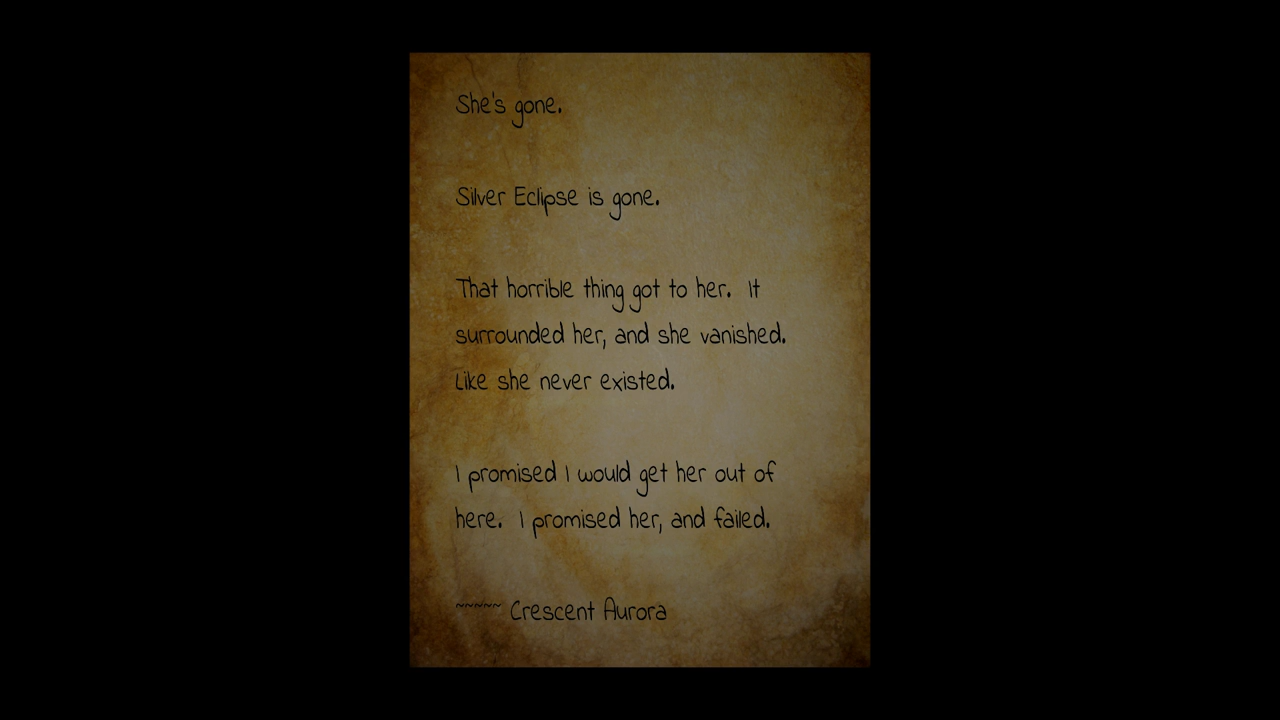 She's gone.
Silver Eclipse is gone.
That horrible thing got to her.  It
surrounded her, and she vanished.
Like she never existed.
I promised I would get her out of
here.  I promised her, and failed.
~~~~~ Crescent Aurora